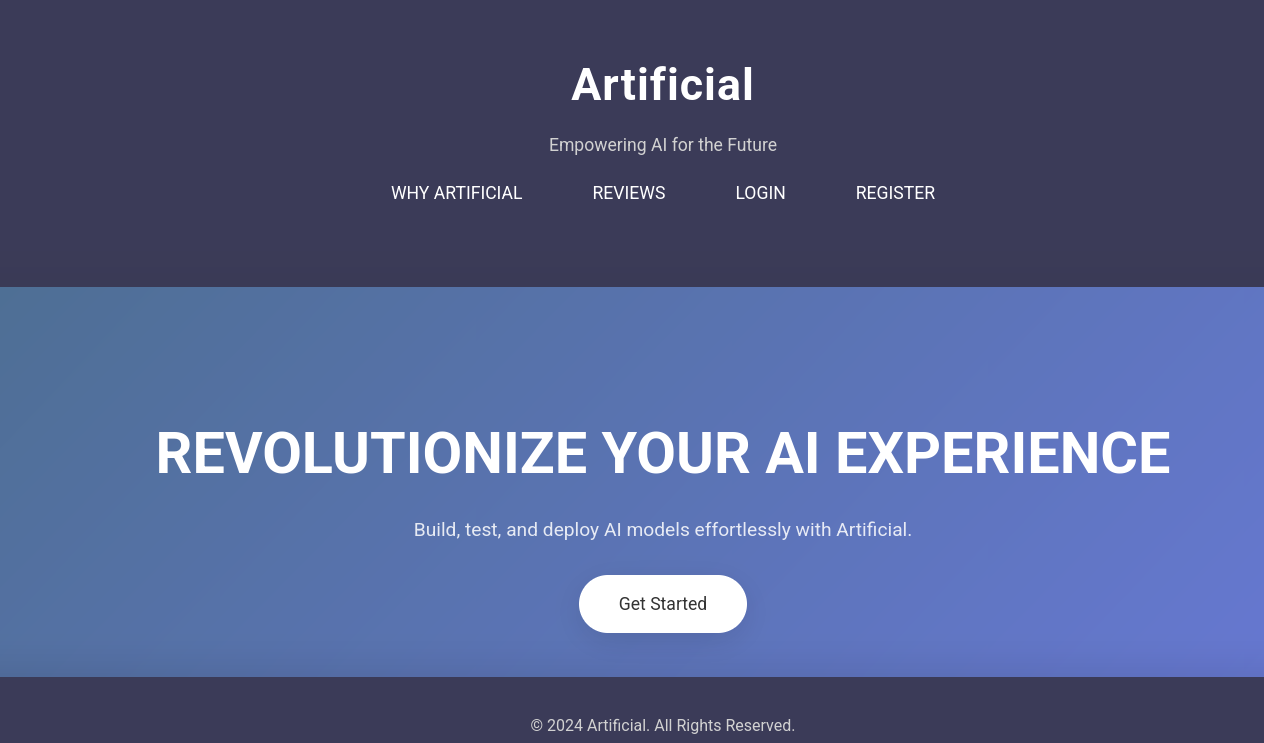 Artificial
Empowering AI for the Future
WHY ARTIFICIAL REVIEWS LOGIN REGISTER
REVOLUTIONIZE YOUR AI EXPERIENCE
Build, test, and deploy AI models effortlessly with Artificial.
Get Started
© 2024 Artificial. All Rights Reserved.